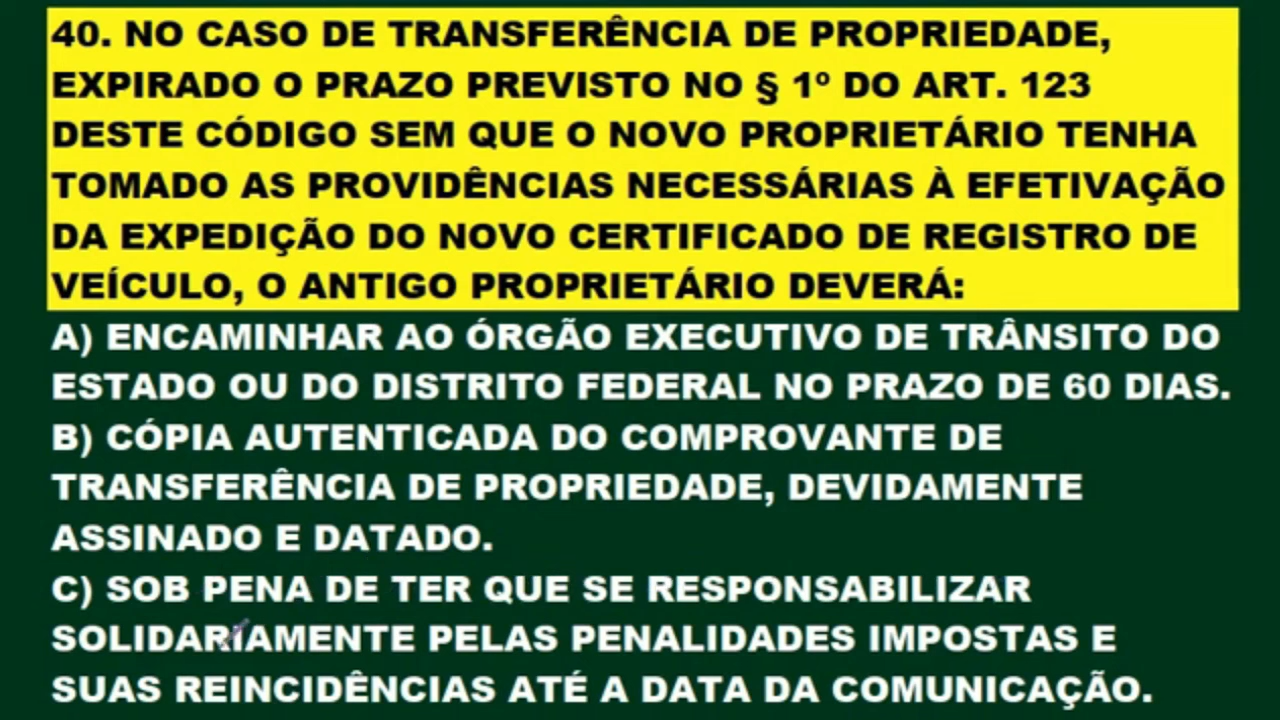 40. NO CASO DE TRANSFERÊNCIA DE PROPRIEDADE,
EXPIRADO O PRAZO PREVISTO NO § 1º DO ART. 123
DESTE CÓDIGO SEM QUE O NOVO PROPRIETÁRIO TENHA
TOMADO AS PROVIDÊNCIAS NECESSÁRIAS À EFETIVAÇÃO
DA EXPEDIÇÃO DO NOVO CERTIFICADO DE REGISTRO DE
VEÍCULO, O ANTIGO PROPRIETÁRIO DEVERÁ:
A) ENCAMINHAR AO ÓRGÃO EXECUTIVO DE TRÂNSITO DO
ESTADO OU DO DISTRITO FEDERAL NO PRAZO DE 60 DIAS.
B) CÓPIA AUTENTICADA DO COMPROVANTE DE
TRANSFERÊNCIA DE PROPRIEDADE, DEVIDAMENTE
ASSINADO E DATADO.
C) SOB PENA DE TER QUE SE RESPONSABILIZAR
SOLIDARIAMENTE PELAS PENALIDADES IMPOSTAS E
SUAS REINCIDÊNCIAS ATÉ A DATA DA COMUNICAÇÃO.